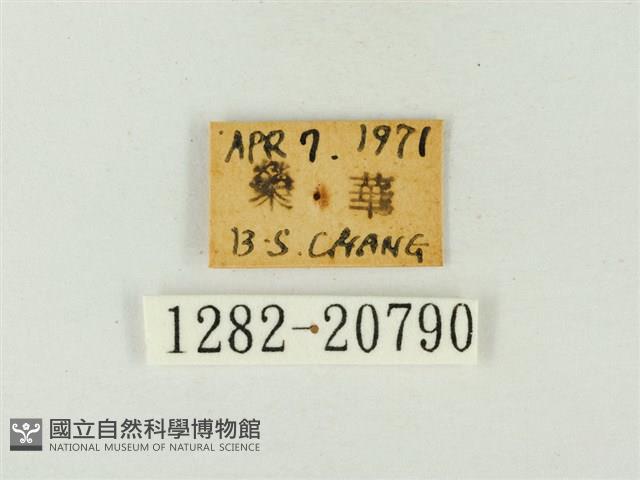 APR 7. 1971
榮華
B.S. CHANG
1282-20790
國立自然科學博物館
NATIONAL MUSEUM OF NATURAL SCIENCE